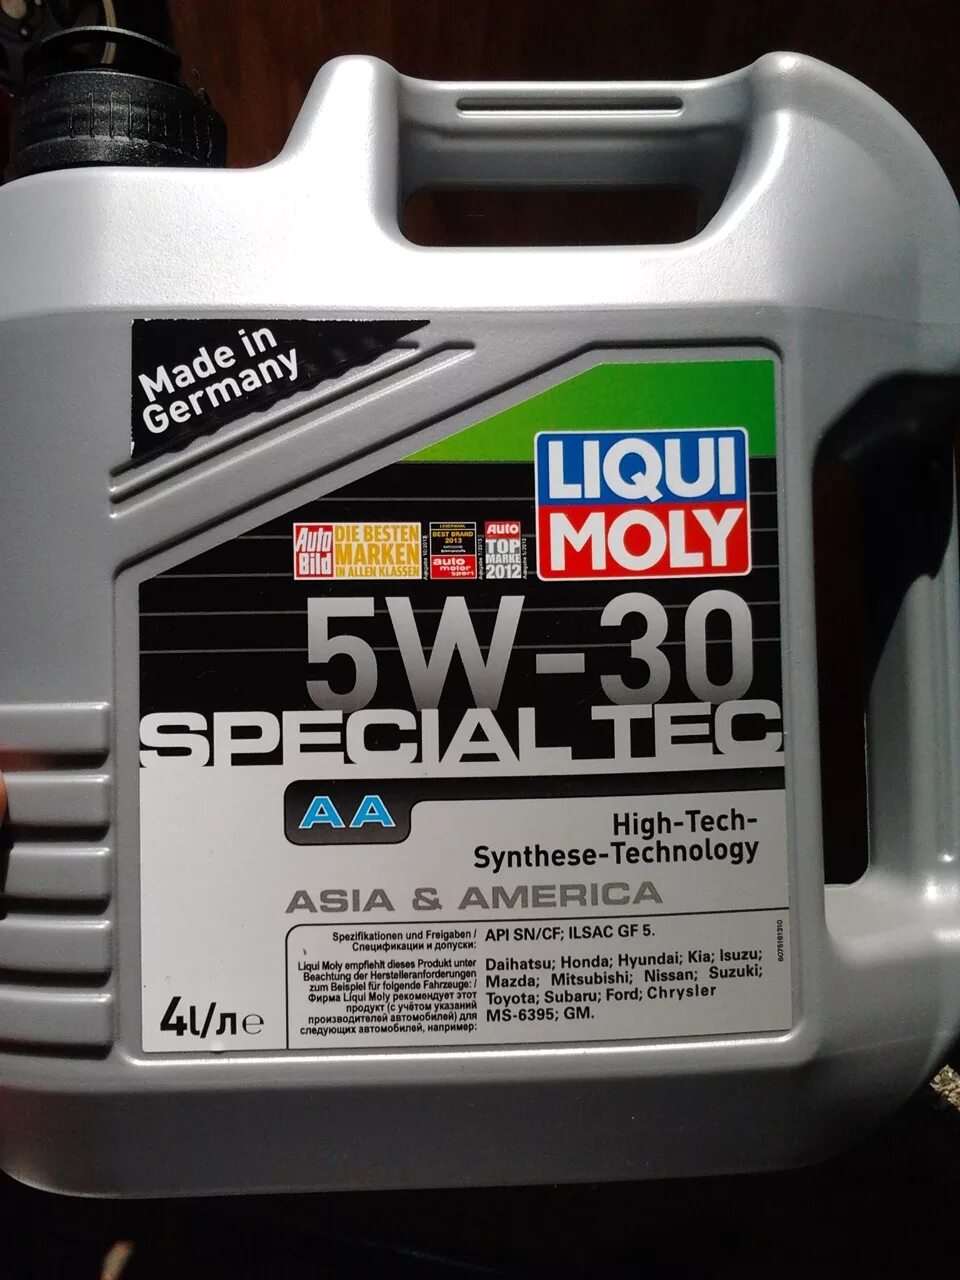 Made in
Germany
LIQUI
MOLY
Auto
Bild
DIE BESTEN
MARKEN
IN ALLEN KLASSEN
BEST BRAND
2013
auto
motor
sport
Auto
TOP
MARKE
2012
5W-30
SPECIAL TEC
AA
High-Tech-
Synthese-Technology
ASIA & AMERICA
Spezifikationen und Freigaben /
Спецификации и допуски:
API SN/CF; ILSAC GF 5.
Liqui Moly empfiehlt dieses Produkt unter
Beachtung der Herstelleranforderungen
zum Beispiel für folgende Fahrzeuge: /
Фирма Liqui Moly рекомендует этот
продукт (с учётом указаний
производителей автомобилей) для
следующих автомобилей, например:
Daihatsu; Honda; Hyundai; Kia; Isuzu;
Mazda; Mitsubishi; Nissan; Suzuki;
Toyota; Subaru; Ford; Chrysler
MS-6395; GM.
4l/л e